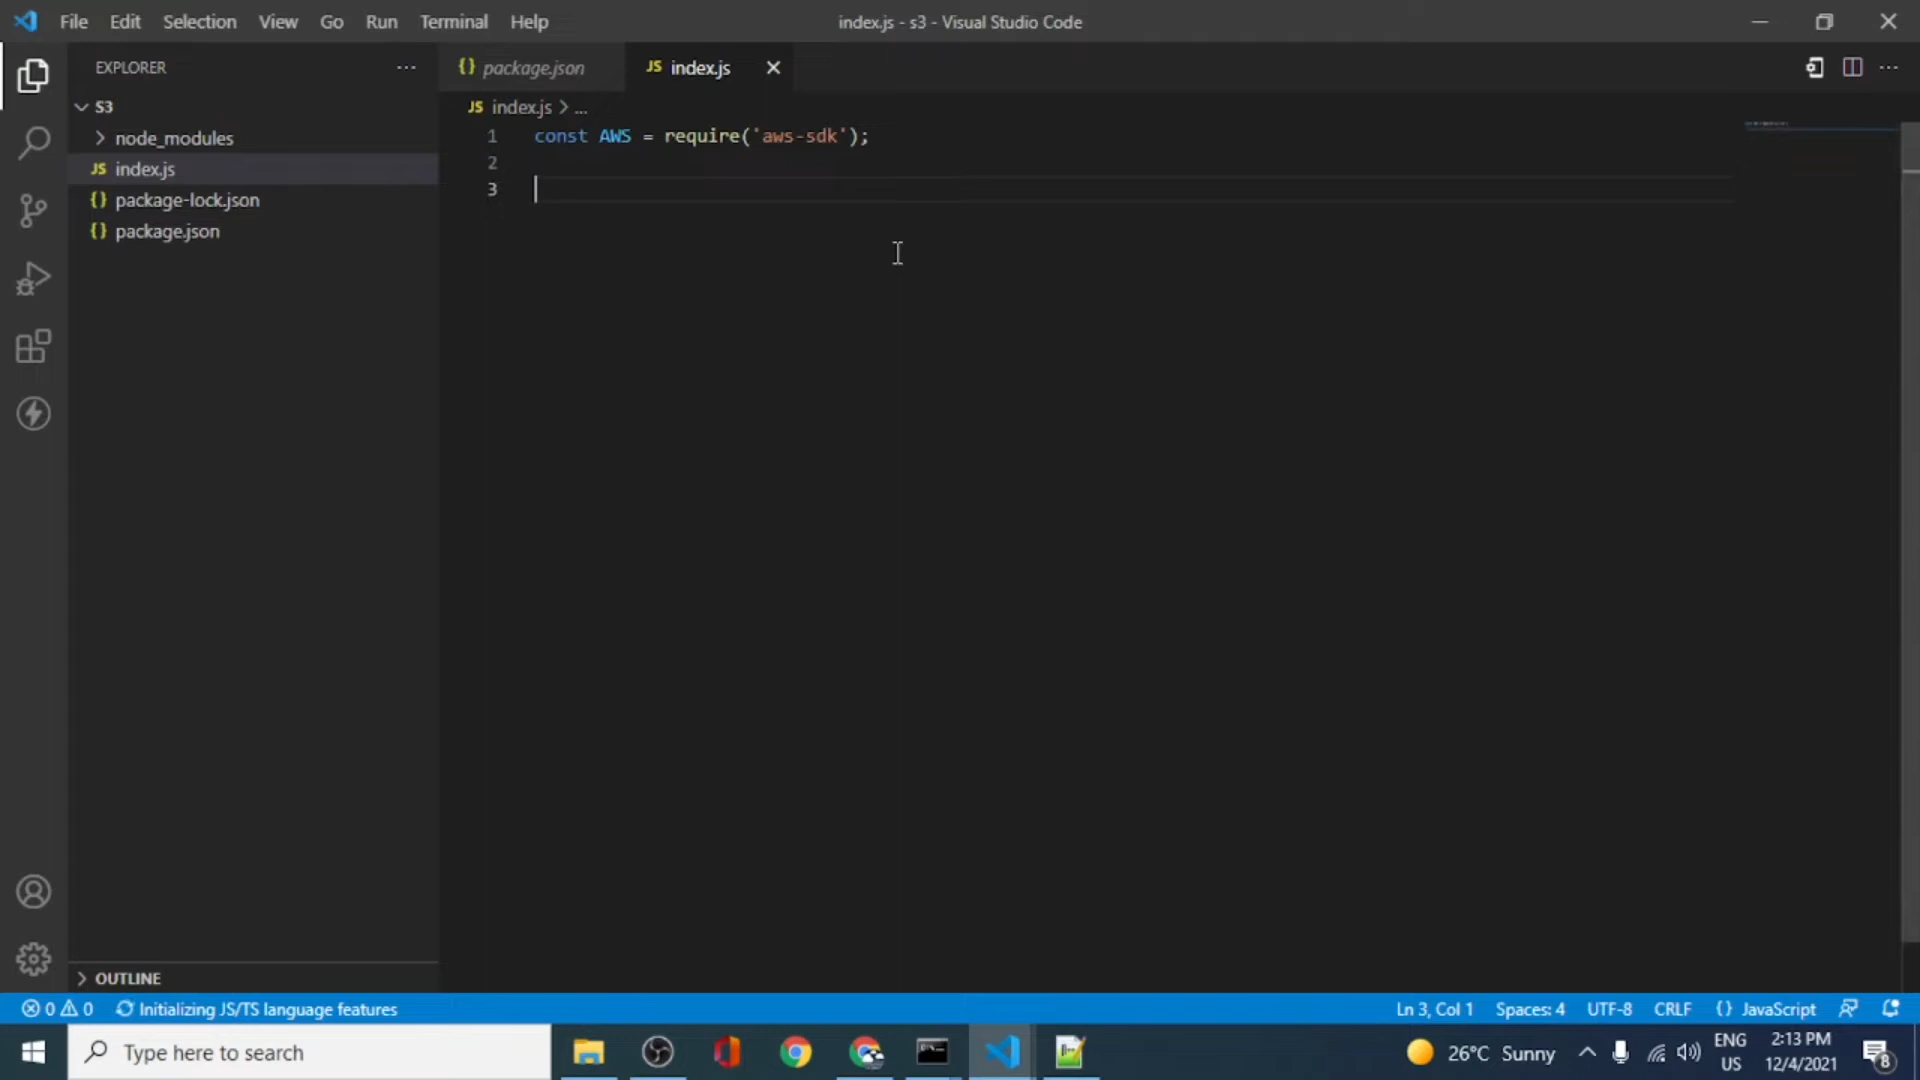 File Edit Selection View Go Run Terminal Help
index.js - s3 - Visual Studio Code
EXPLORER
S3
node_modules
JS index.js
{} package-lock.json
{} package.json
OUTLINE
{} package.json
JS index.js
JS index.js > ...
1 const AWS = require('aws-sdk');
2
3
0 0 Initializing JS/TS language features
Ln 3, Col 1 Spaces: 4 UTF-8 CRLF {} JavaScript
Type here to search
26°C Sunny
ENG
US
2:13 PM
12/4/2021
8